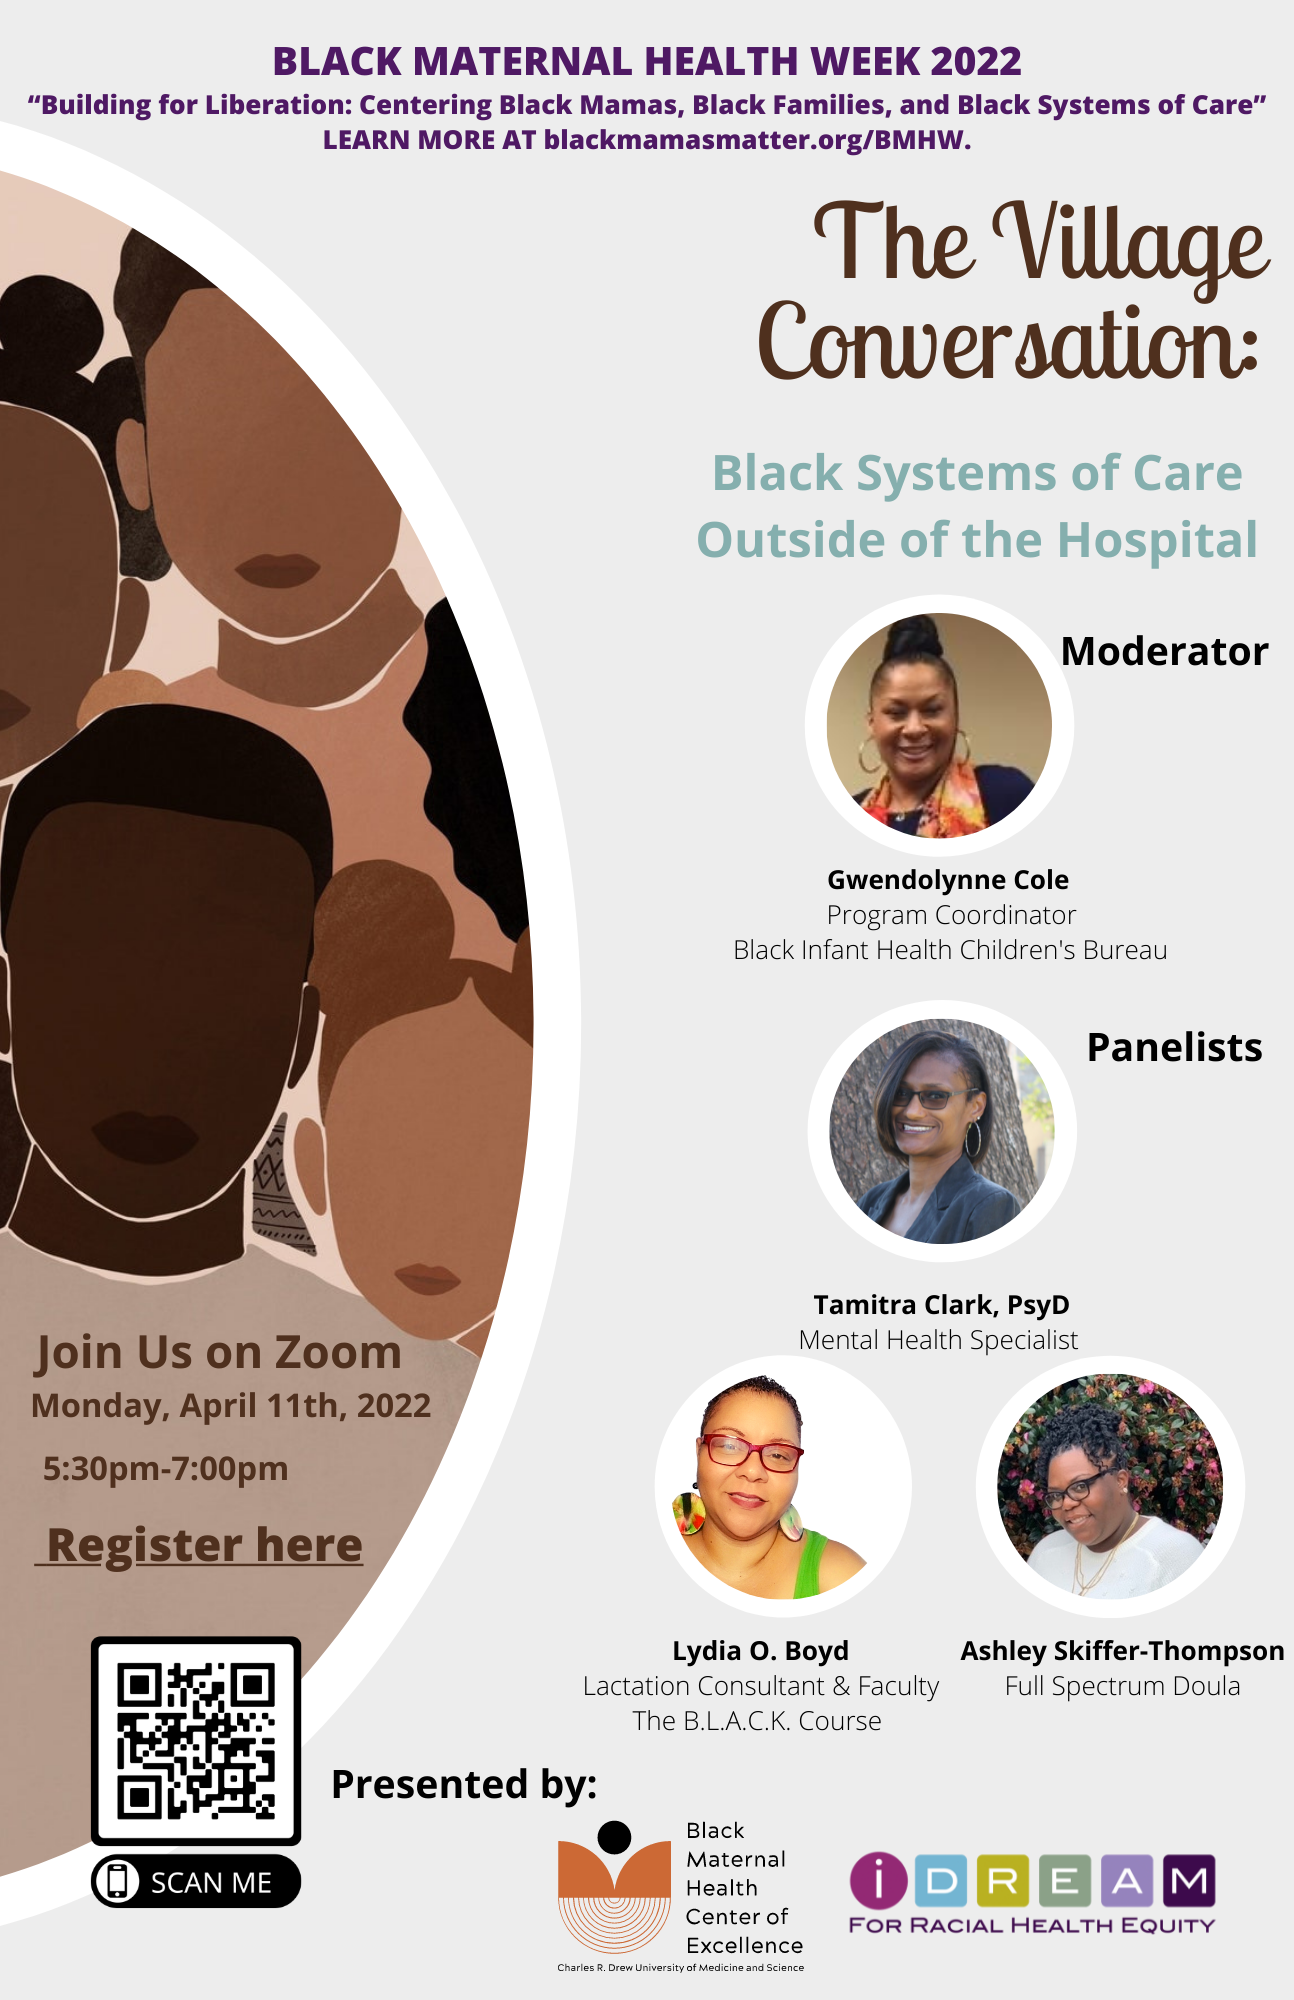 BLACK MATERNAL HEALTH WEEK 2022
“Building for Liberation: Centering Black Mamas, Black Families, and Black Systems of Care”
LEARN MORE AT blackmamasmatter.org/BMHW.
The Village
Conversation:
Black Systems of Care
Outside of the Hospital
Moderator
Gwendolynne Cole
Program Coordinator
Black Infant Health Children's Bureau
Panelists
Tamitra Clark, PsyD
Mental Health Specialist
Lydia O. Boyd
Lactation Consultant & Faculty
The B.L.A.C.K. Course
Ashley Skiffer-Thompson
Full Spectrum Doula
Join Us on Zoom
Monday, April 11th, 2022
5:30pm-7:00pm
Register here
SCAN ME
Presented by:
Black
Maternal
Health
Center of
Excellence
Charles R. Drew University of Medicine and Science
iDREAM
FOR RACIAL HEALTH EQUITY